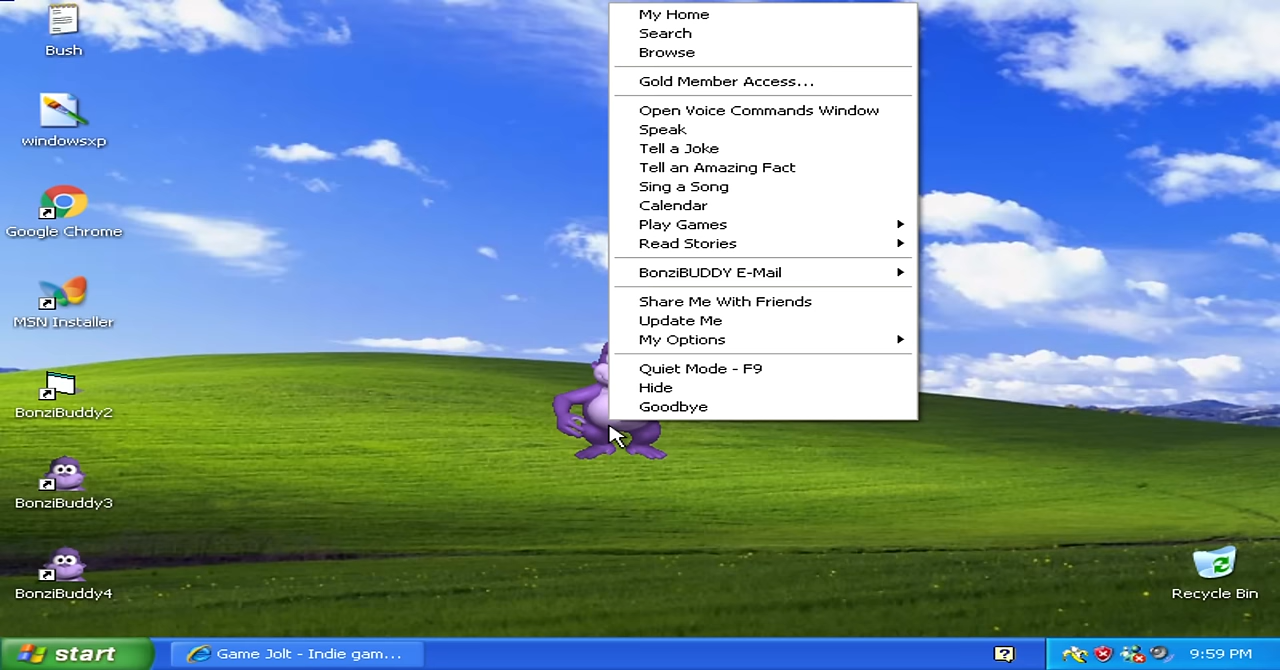 Bush
windowsxp
Google Chrome
MSN Installer
BonziBuddy2
BonziBuddy3
BonziBuddy4
My Home
Search
Browse
Gold Member Access...
Open Voice Commands Window
Speak
Tell a Joke
Tell an Amazing Fact
Sing a Song
Calendar
Play Games
Read Stories
BonziBUDDY E-Mail
Share Me With Friends
Update Me
My Options
Quiet Mode - F9
Hide
Goodbye
Recycle Bin
start
Game Jolt - Indie gam...
9:59 PM